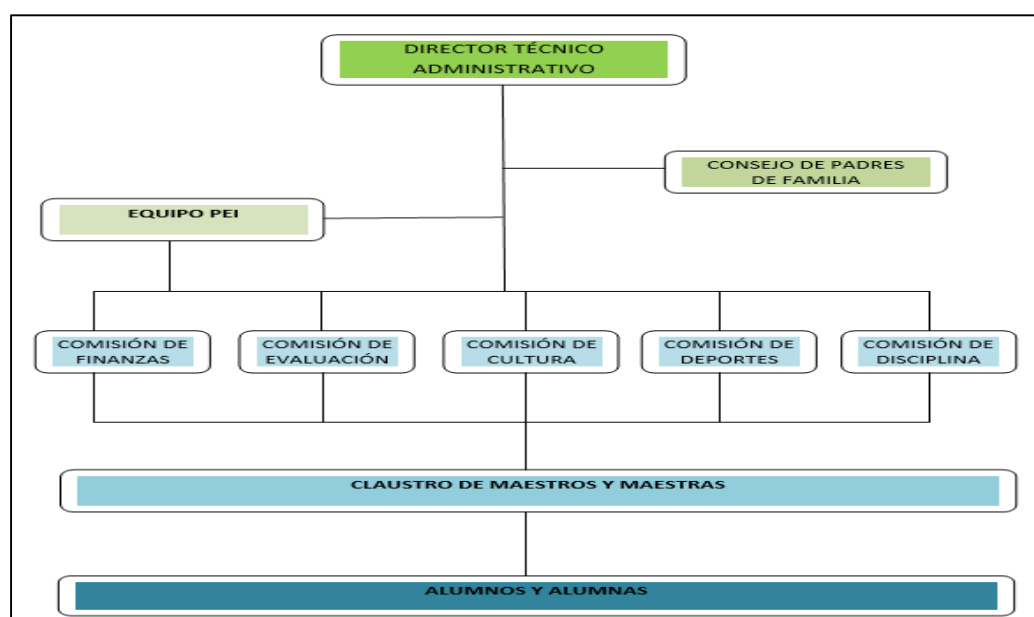 DIRECTOR TÉCNICO
ADMINISTRATIVO
CONSEJO DE PADRES
DE FAMILIA
EQUIPO PEI
COMISIÓN DE
FINANZAS
COMISIÓN DE
EVALUACIÓN
COMISIÓN DE
CULTURA
COMISIÓN DE
DEPORTES
COMISIÓN DE
DISCIPLINA
CLAUSTRO DE MAESTROS Y MAESTRAS
ALUMNOS Y ALUMNAS